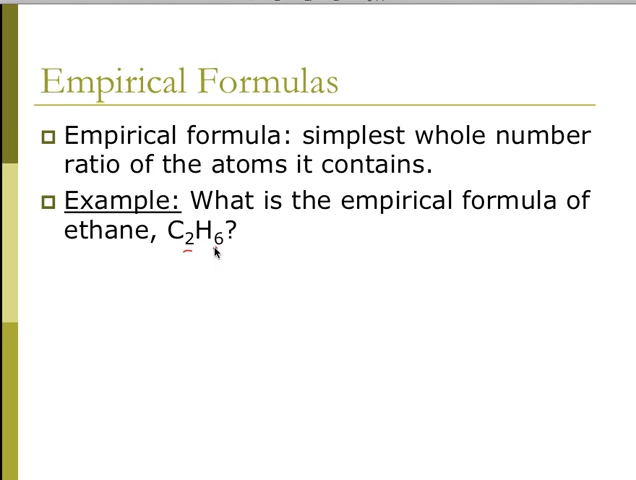 Empirical Formulas
Empirical formula: simplest whole number
ratio of the atoms it contains.
Example: What is the empirical formula of
ethane, C₂H₆?